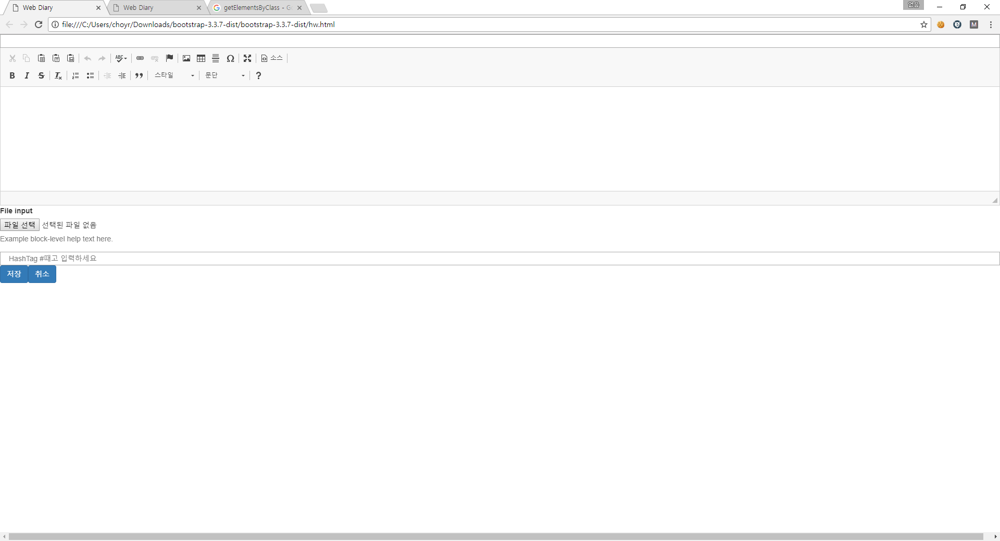 Web Diary
Web Diary
getElementsByClass - Go
없음
file:///C:/Users/choyr/Downloads/bootstrap-3.3.7-dist/bootstrap-3.3.7-dist/hw.html
M
ABC
소스
B I S Tx
스타일
문단
?
File input
파일 선택 선택된 파일 없음
Example block-level help text here.
HashTag #때고 입력하세요
저장 취소